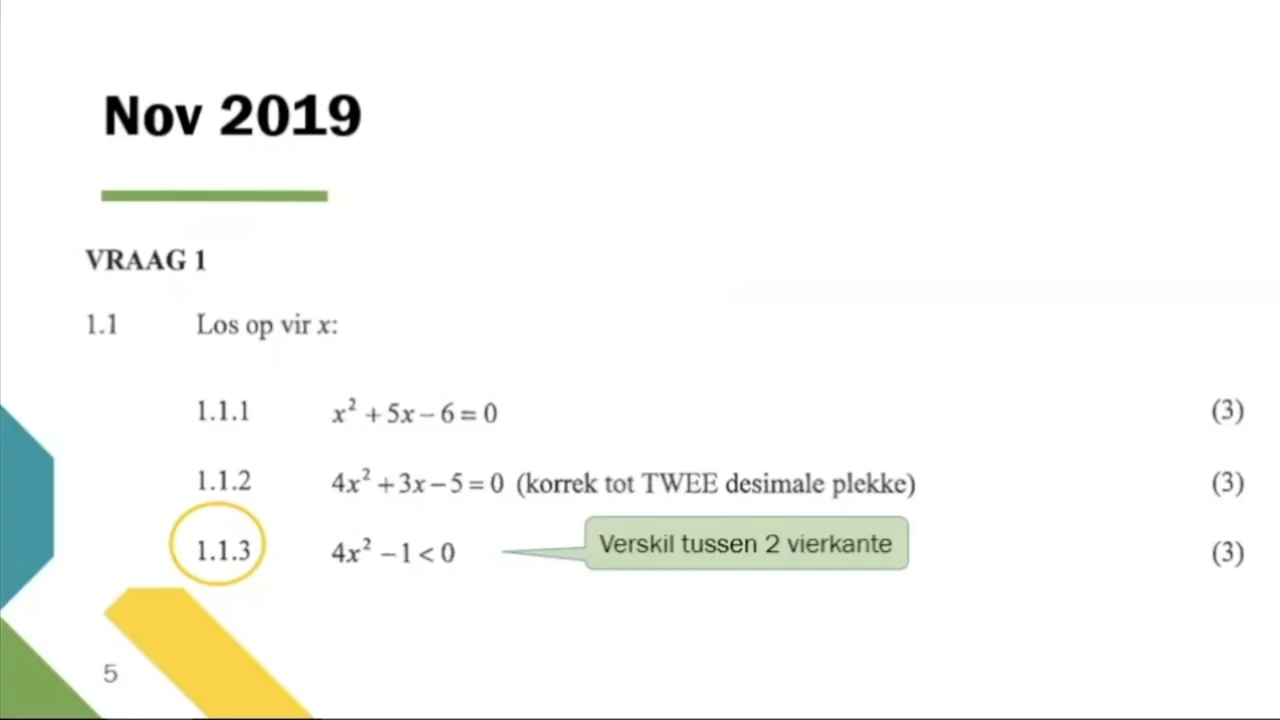 Nov 2019
VRAAG 1
1.1 Los op vir x:
1.1.1 x² + 5x − 6 = 0 (3)
1.1.2 4x² + 3x − 5 = 0 (korrek tot TWEE desimale plekke) (3)
1.1.3 4x² − 1 < 0 Verskil tussen 2 vierkante (3)
5